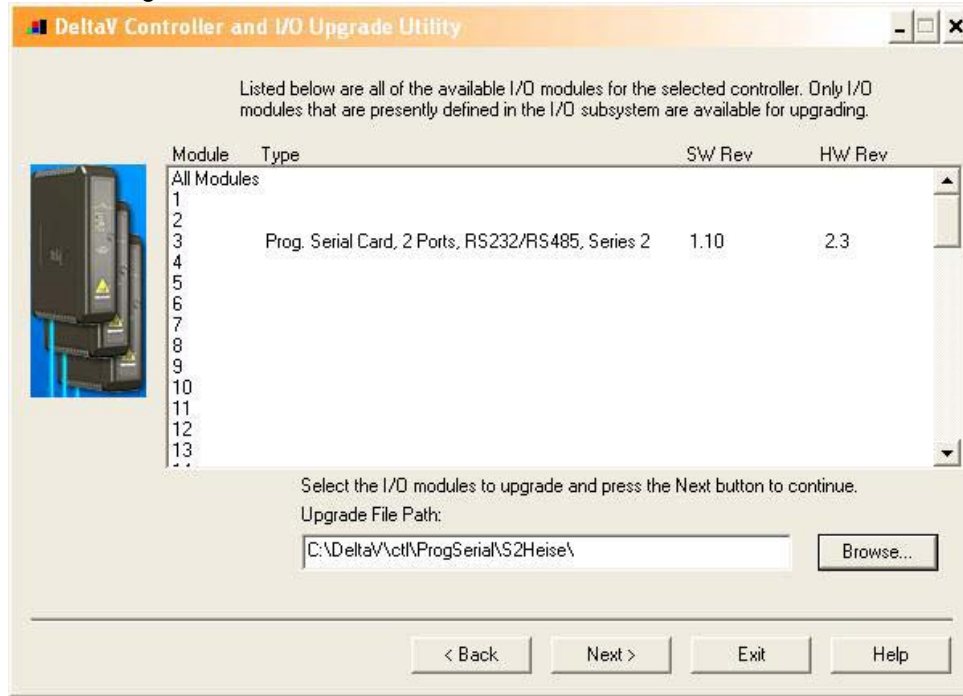 DeltaV Controller and I/O Upgrade Utility
Listed below are all of the available I/O modules for the selected controller. Only I/O
modules that are presently defined in the I/O subsystem are available for upgrading.
Module Type SW Rev HW Rev
All Modules
1
2
3 Prog. Serial Card, 2 Ports, RS232/RS485, Series 2 1.10 2.3
4
5
6
7
8
9
10
11
12
13
Select the I/O modules to upgrade and press the Next button to continue.
Upgrade File Path:
C:\DeltaV\ctl\ProgSerial\S2Heise\ Browse...
< Back Next > Exit Help